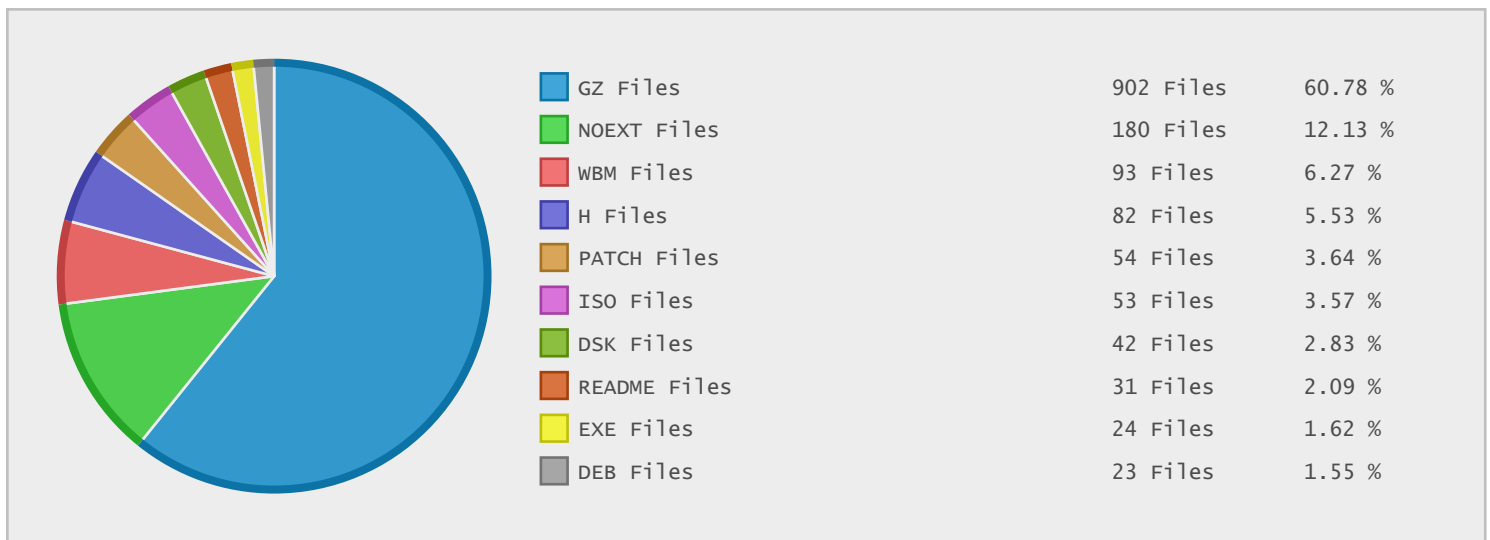 GZ Files 902 Files 60.78 %
NOEXT Files 180 Files 12.13 %
WBM Files 93 Files 6.27 %
H Files 82 Files 5.53 %
PATCH Files 54 Files 3.64 %
ISO Files 53 Files 3.57 %
DSK Files 42 Files 2.83 %
README Files 31 Files 2.09 %
EXE Files 24 Files 1.62 %
DEB Files 23 Files 1.55 %